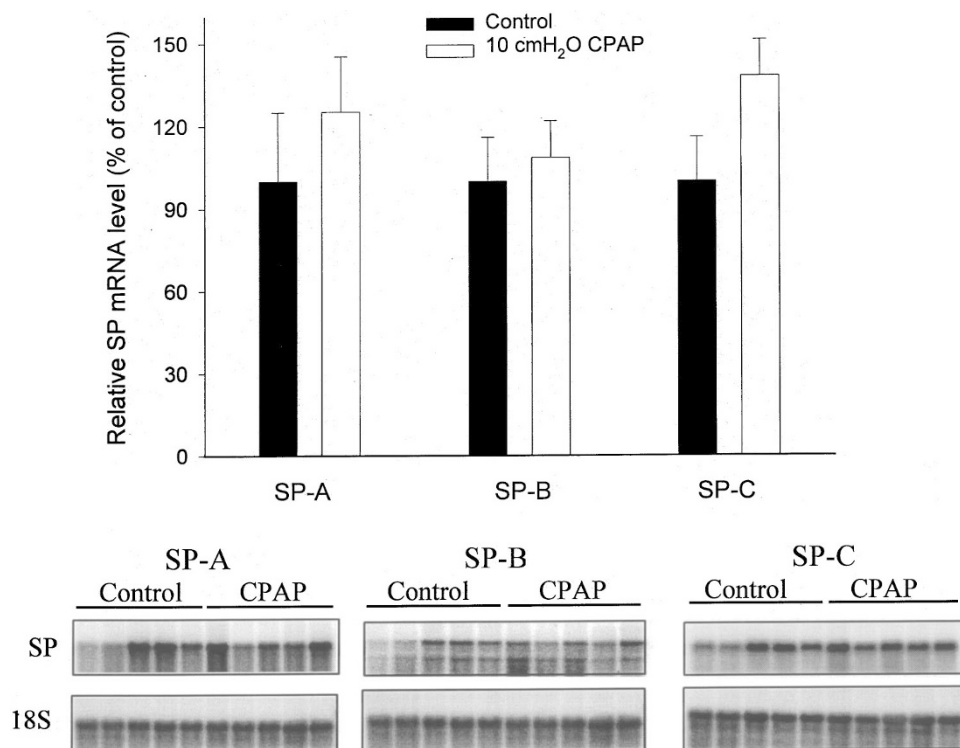 Control
10 cmH₂O CPAP
Relative SP mRNA level (% of control)
150
120
90
60
30
0
SP-A SP-B SP-C
SP-A SP-B SP-C
Control CPAP Control CPAP Control CPAP
SP
18S